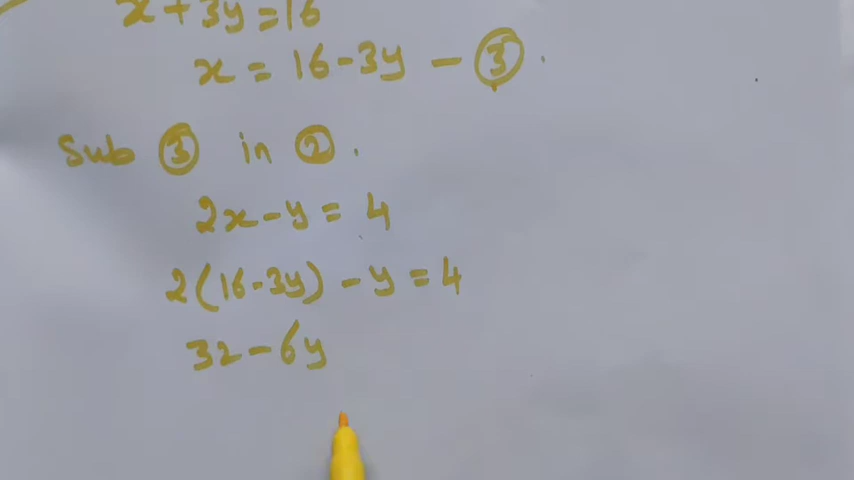 x + 3y = 16
x = 16 - 3y - ③
Sub ③ in ②.
2x - y = 4
2(16 - 3y) - y = 4
32 - 6y